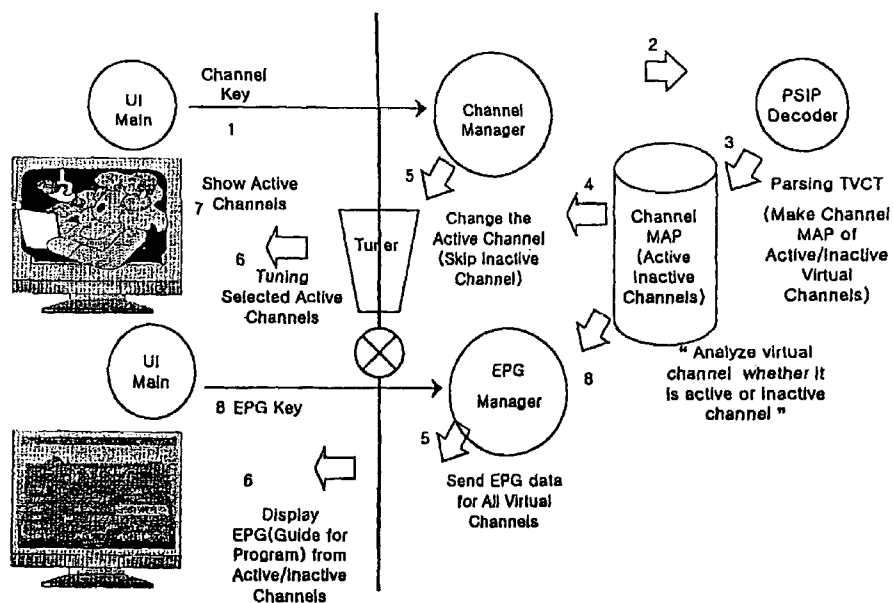 2
Channel
Key
UI
Main
1
Channel
Manager
PSIP
Decoder
3
Parsing TVCT
(Make Channel
MAP of
Active/Inactive
Virtual
Channels)
5
4
Show Active
Channels
7
Tuner
Change the
Active Channel
(Skip Inactive
Channel)
Channel
MAP
(Active
Inactive
Channels)
6
Tuning
Selected Active
Channels
UI
Main
8 EPG Key
EPG
Manager
8
" Analyze virtual
channel whether it
is active or inactive
channel "
5
Send EPG data
for All Virtual
Channels
6
Display
EPG(Guide for
Program) from
Active/Inactive
Channels